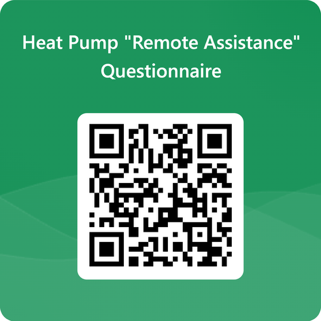 Heat Pump "Remote Assistance"
Questionnaire